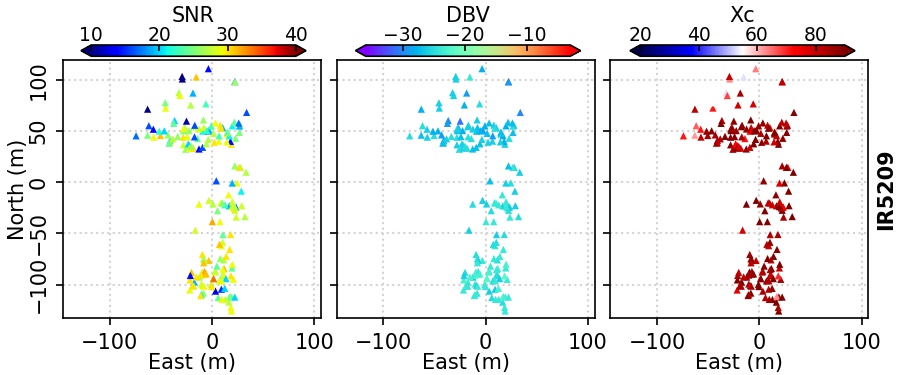 SNR DBV Xc
10 20 30 40 −30 −20 −10 20 40 60 80
100
50
0
−50
−100
North (m)
IR5209
−100 0 100 −100 0 100 −100 0 100
East (m) East (m) East (m)